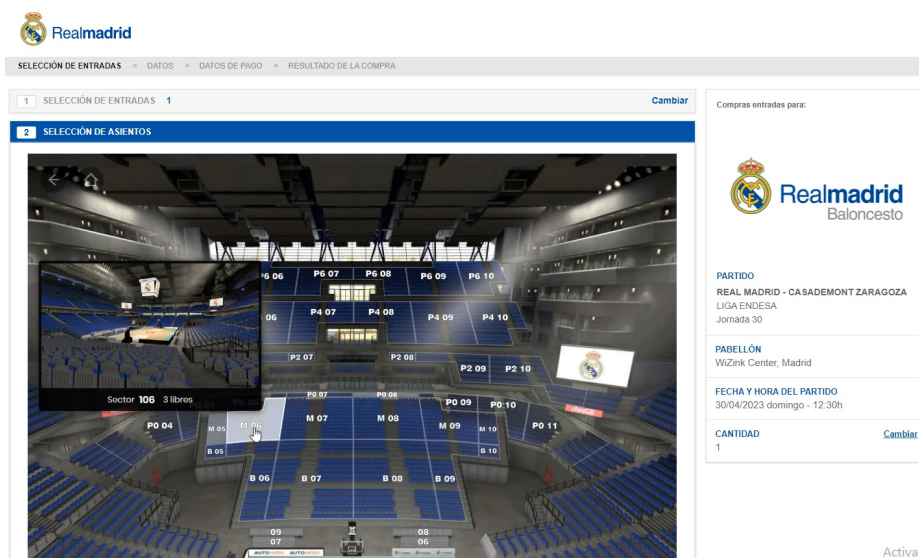 Realmadrid
SELECCIÓN DE ENTRADAS > DATOS > DATOS DE PAGO > RESULTADO DE LA COMPRA
1 SELECCIÓN DE ENTRADAS 1 Cambiar
2 SELECCIÓN DE ASIENTOS
P6 06 P6 07 P6 08 P6 09 P6 10
06 P4 07 P4 08 P4 09 P4 10
P2 07 P2 08 P2 09 P2 10
Sector 106 3 libres
P0 07 P0 08 P0 09 P0 10
P0 04 M 05 M 06 M 07 M 08 M 09 M 10 P0 11
B 05 B 10
B 06 B 07 B 08 B 09
09 08
07 06
AUTOHERO AUTOHERO
Compras entradas para:
Realmadrid
Baloncesto
PARTIDO
REAL MADRID - CASADEMONT ZARAGOZA
LIGA ENDESA
Jornada 30
PABELLÓN
WiZink Center, Madrid
FECHA Y HORA DEL PARTIDO
30/04/2023 domingo - 12:30h
CANTIDAD Cambiar
1
Activa